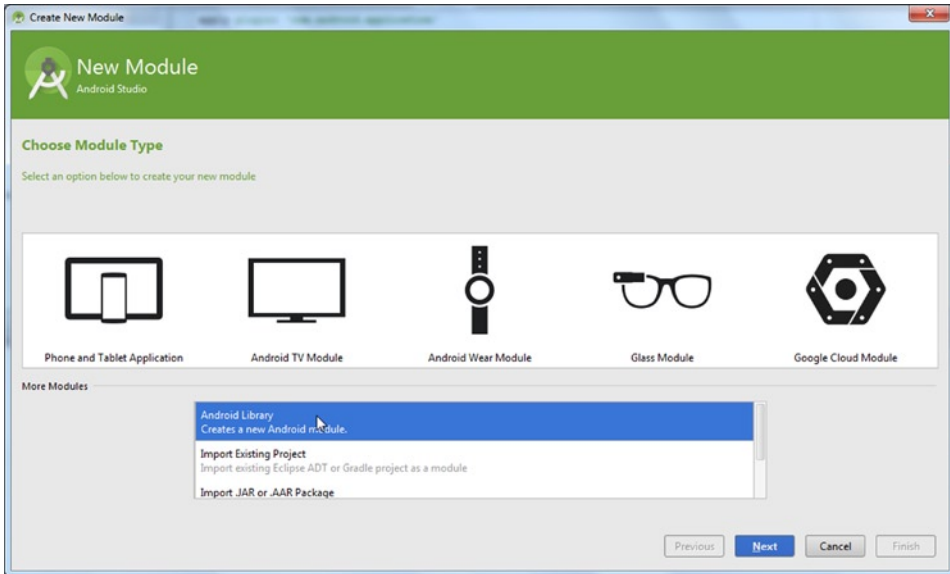 Create New Module
New Module
Android Studio
Choose Module Type
Select an option below to create your new module
Phone and Tablet Application
Android TV Module
Android Wear Module
Glass Module
Google Cloud Module
More Modules
Android Library
Creates a new Android module.
Import Existing Project
Import existing Eclipse ADT or Gradle project as a module
Import .JAR or .AAR Package
Previous
Next
Cancel
Finish